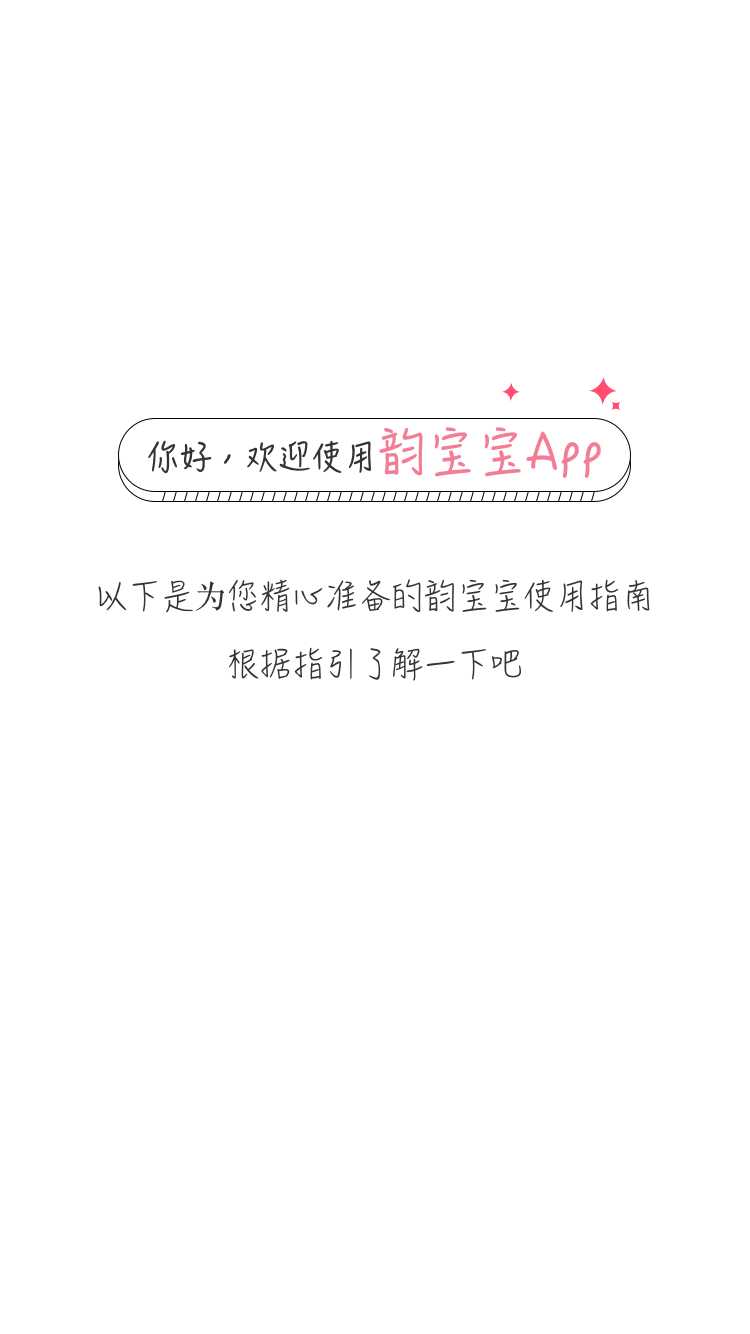 你好，欢迎使用韵宝宝App
以下是为您精心准备的韵宝宝使用指南
根据指引了解一下吧